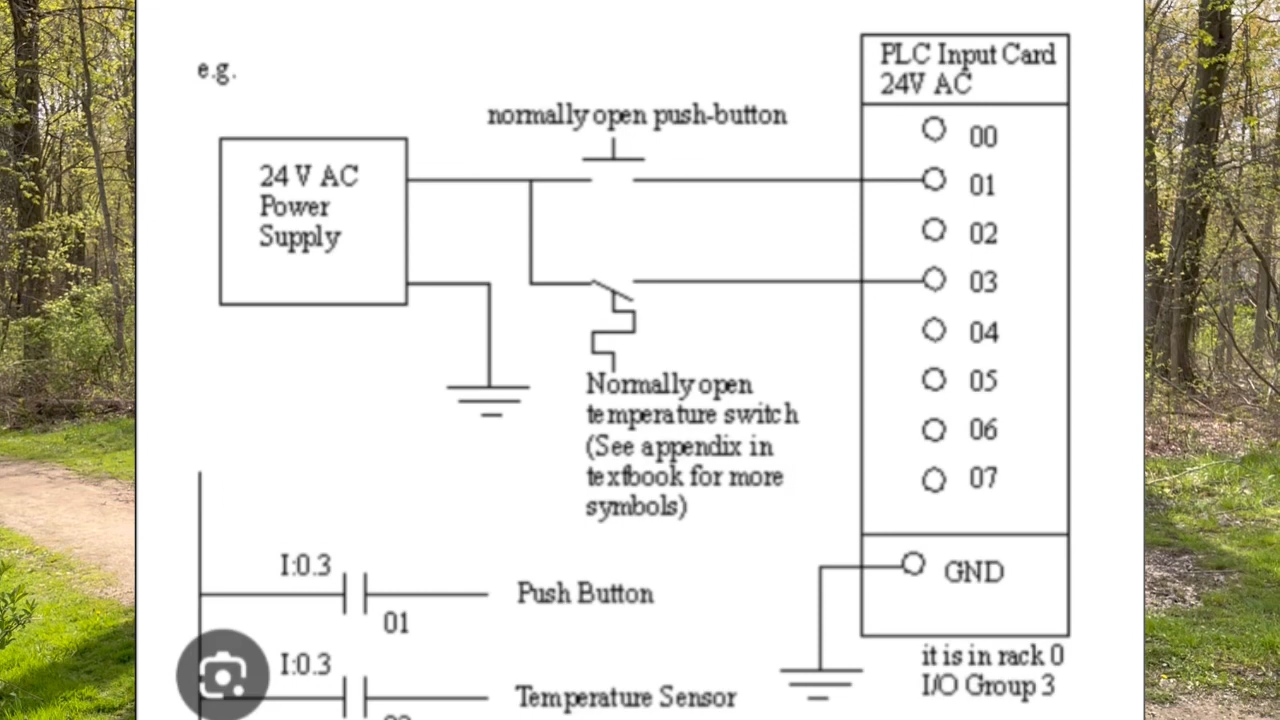 e.g.
normally open push-button
24 V AC
Power
Supply
Normally open
temperature switch
(See appendix in
textbook for more
symbols)
PLC Input Card
24V AC
00
01
02
03
04
05
06
07
GND
it is in rack 0
I/O Group 3
I:0.3
Push Button
01
I:0.3
Temperature Sensor